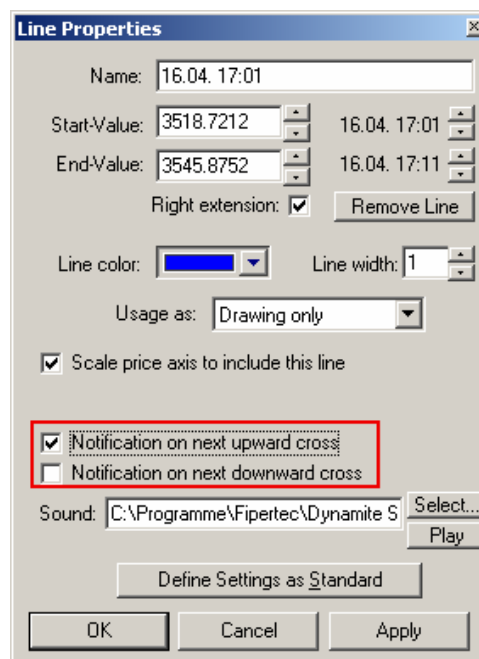 Line Properties
Name: 16.04. 17:01
Start-Value: 3518.7212 16.04. 17:01
End-Value: 3545.8752 16.04. 17:11
Right extension: Remove Line
Line color: Line width: 1
Usage as: Drawing only
Scale price axis to include this line
Notification on next upward cross
Notification on next downward cross
Sound: C:\Programme\Fipertec\Dynamite S Select...
Play
Define Settings as Standard
OK Cancel Apply